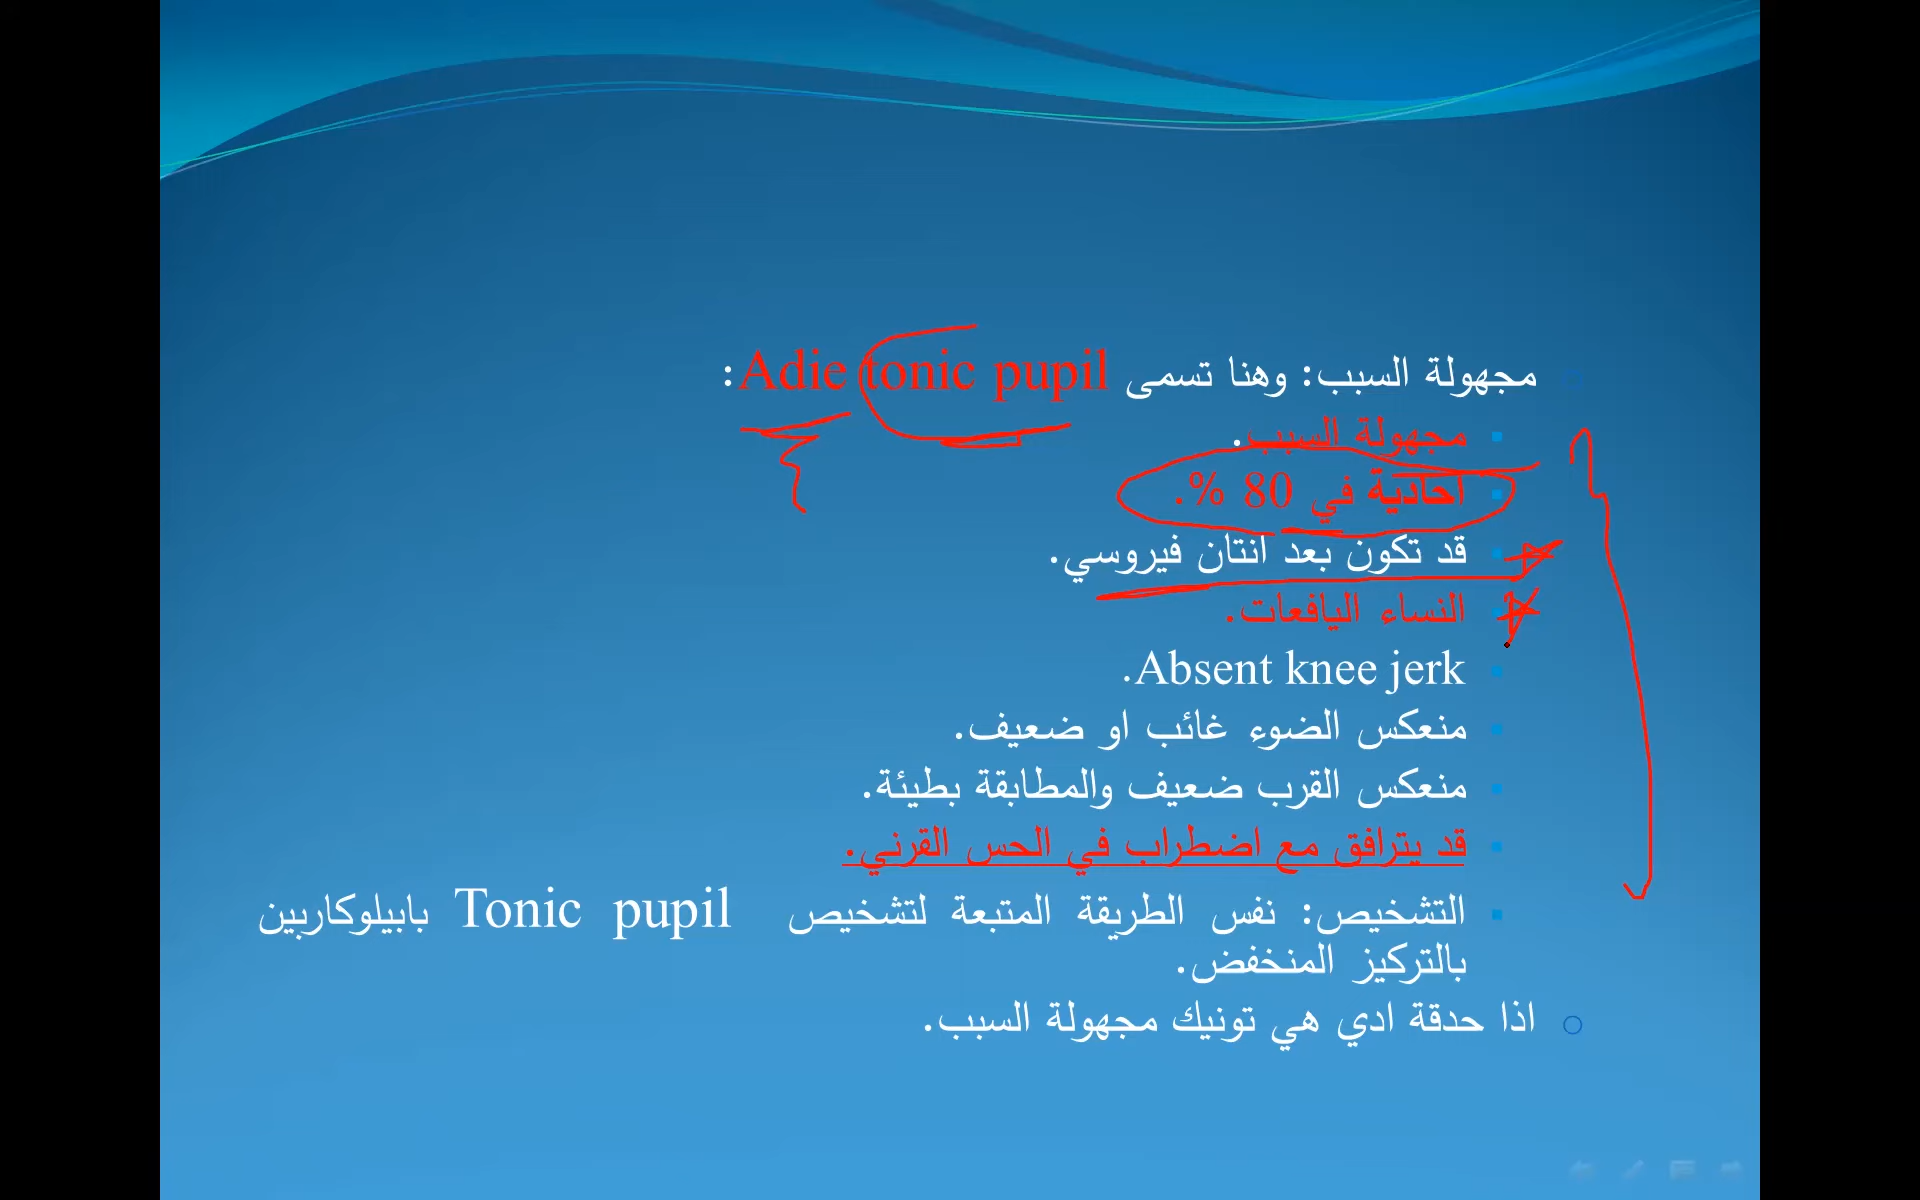 مجهولة السبب: وهنا تسمى Adie tonic pupil:
مجهولة السبب.
احادية في 80 %.
قد تكون بعد انتان فيروسي.
النساء اليافعات.
Absent knee jerk.
منعكس الضوء غائب او ضعيف.
منعكس القرب ضعيف والمطابقة بطيئة.
قد يترافق مع اضطراب في الحس القرني.
التشخيص: نفس الطريقة المتبعة لتشخيص Tonic pupil بابيلوكاربين
بالتركيز المنخفض.
اذا حدقة ادي هي تونيك مجهولة السبب.